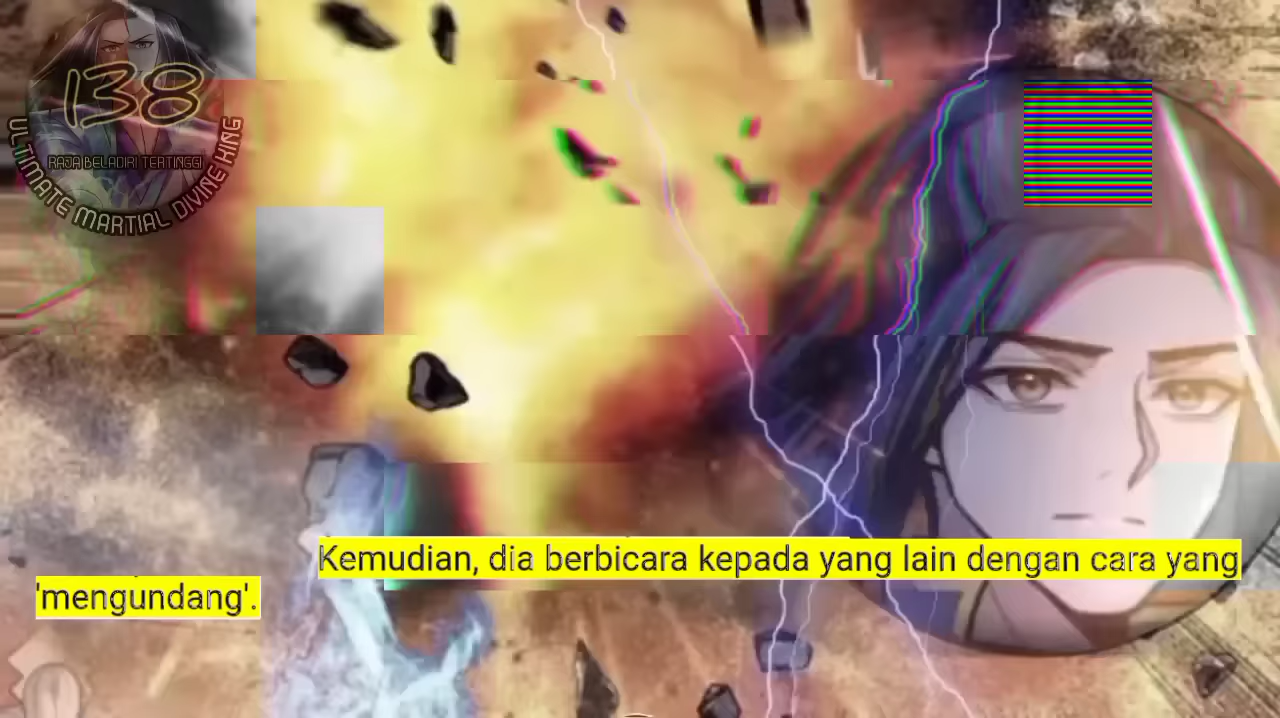 138
RAJA BELADIRI TERTINGGI
ULTIMATE MARTIAL DIVINE KING
Kemudian, dia berbicara kepada yang lain dengan cara yang
'mengundang'.